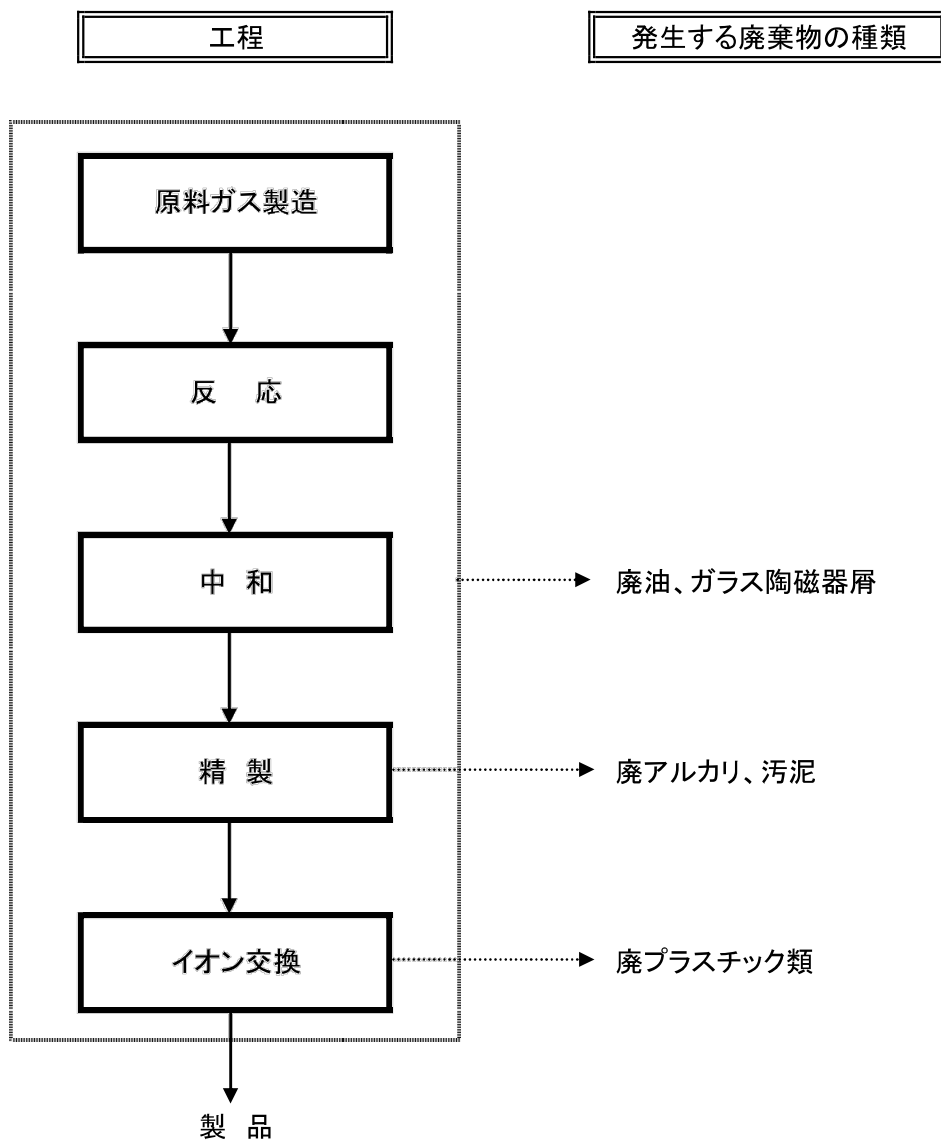 工程
発生する廃棄物の種類
原料ガス製造
反 応
中 和
廃油、ガラス陶磁器屑
精 製
廃アルカリ、汚泥
イオン交換
廃プラスチック類
製 品